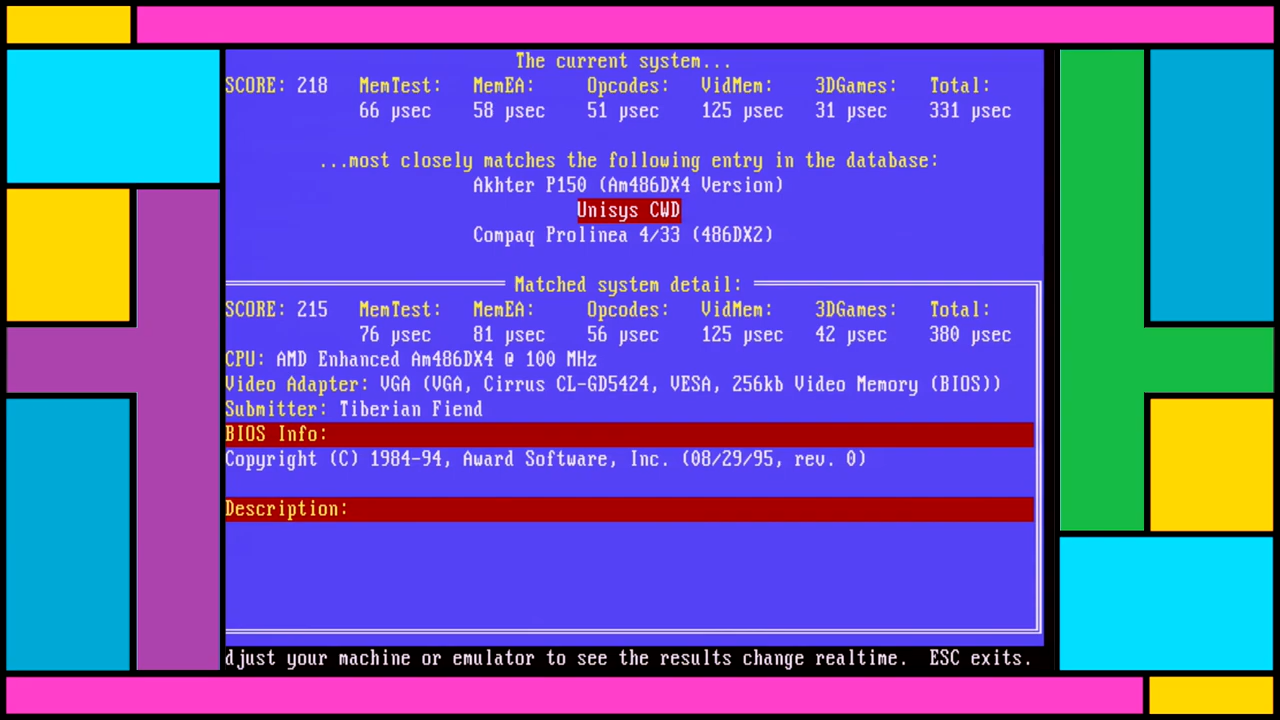 The current system...
SCORE: 218 MemTest: MemEA: Opcodes: VidMem: 3DGames: Total:
66 µsec 58 µsec 51 µsec 125 µsec 31 µsec 331 µsec
...most closely matches the following entry in the database:
Akhter P150 (Am486DX4 Version)
Unisys CWD
Compaq Prolinea 4/33 (486DX2)
Matched system detail:
SCORE: 215 MemTest: MemEA: Opcodes: VidMem: 3DGames: Total:
76 µsec 81 µsec 56 µsec 125 µsec 42 µsec 380 µsec
CPU: AMD Enhanced Am486DX4 @ 100 MHz
Video Adapter: VGA (VGA, Cirrus CL-GD5424, VESA, 256kb Video Memory (BIOS))
Submitter: Tiberian Fiend
BIOS Info:
Copyright (C) 1984-94, Award Software, Inc. (08/29/95, rev. 0)
Description:
djust your machine or emulator to see the results change realtime. ESC exits.